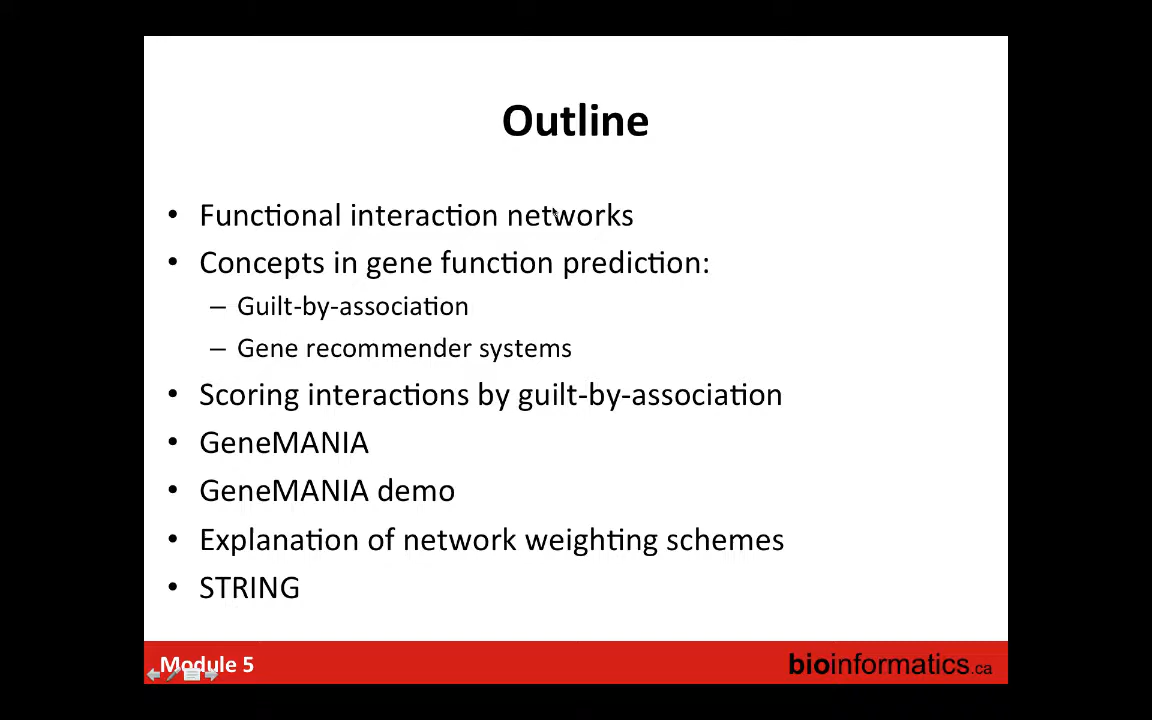 Outline
• Functional interaction networks
• Concepts in gene function prediction:
– Guilt-by-association
– Gene recommender systems
• Scoring interactions by guilt-by-association
• GeneMANIA
• GeneMANIA demo
• Explanation of network weighting schemes
• STRING
Module 5
bioinformatics.ca